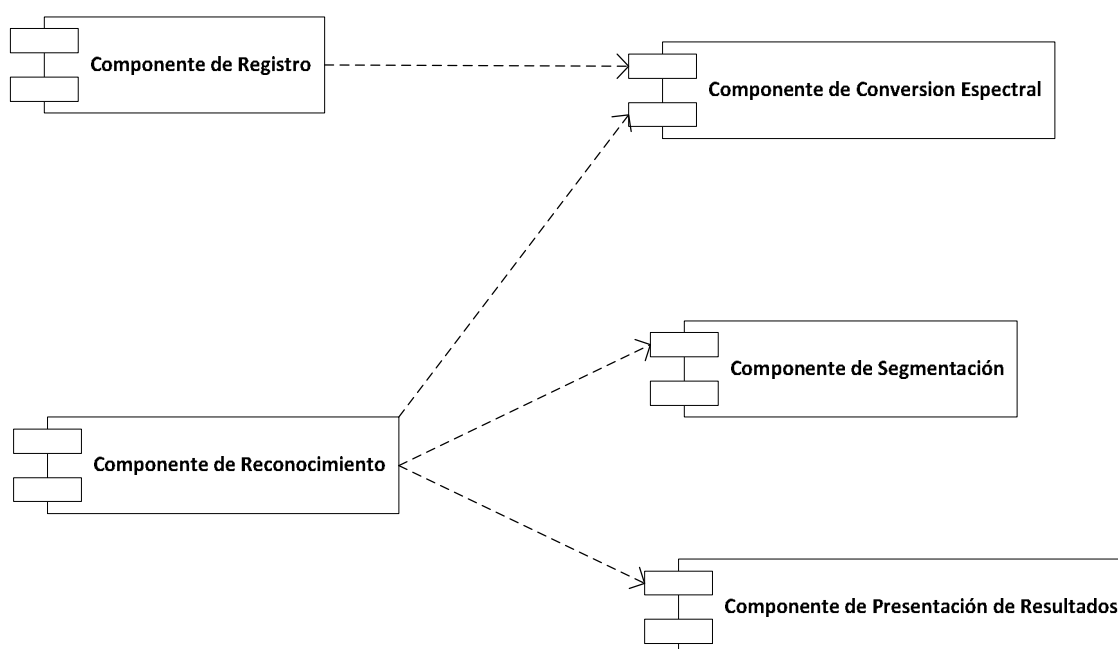 Componente de Registro
Componente de Conversion Espectral
Componente de Segmentación
Componente de Reconocimiento
Componente de Presentación de Resultados